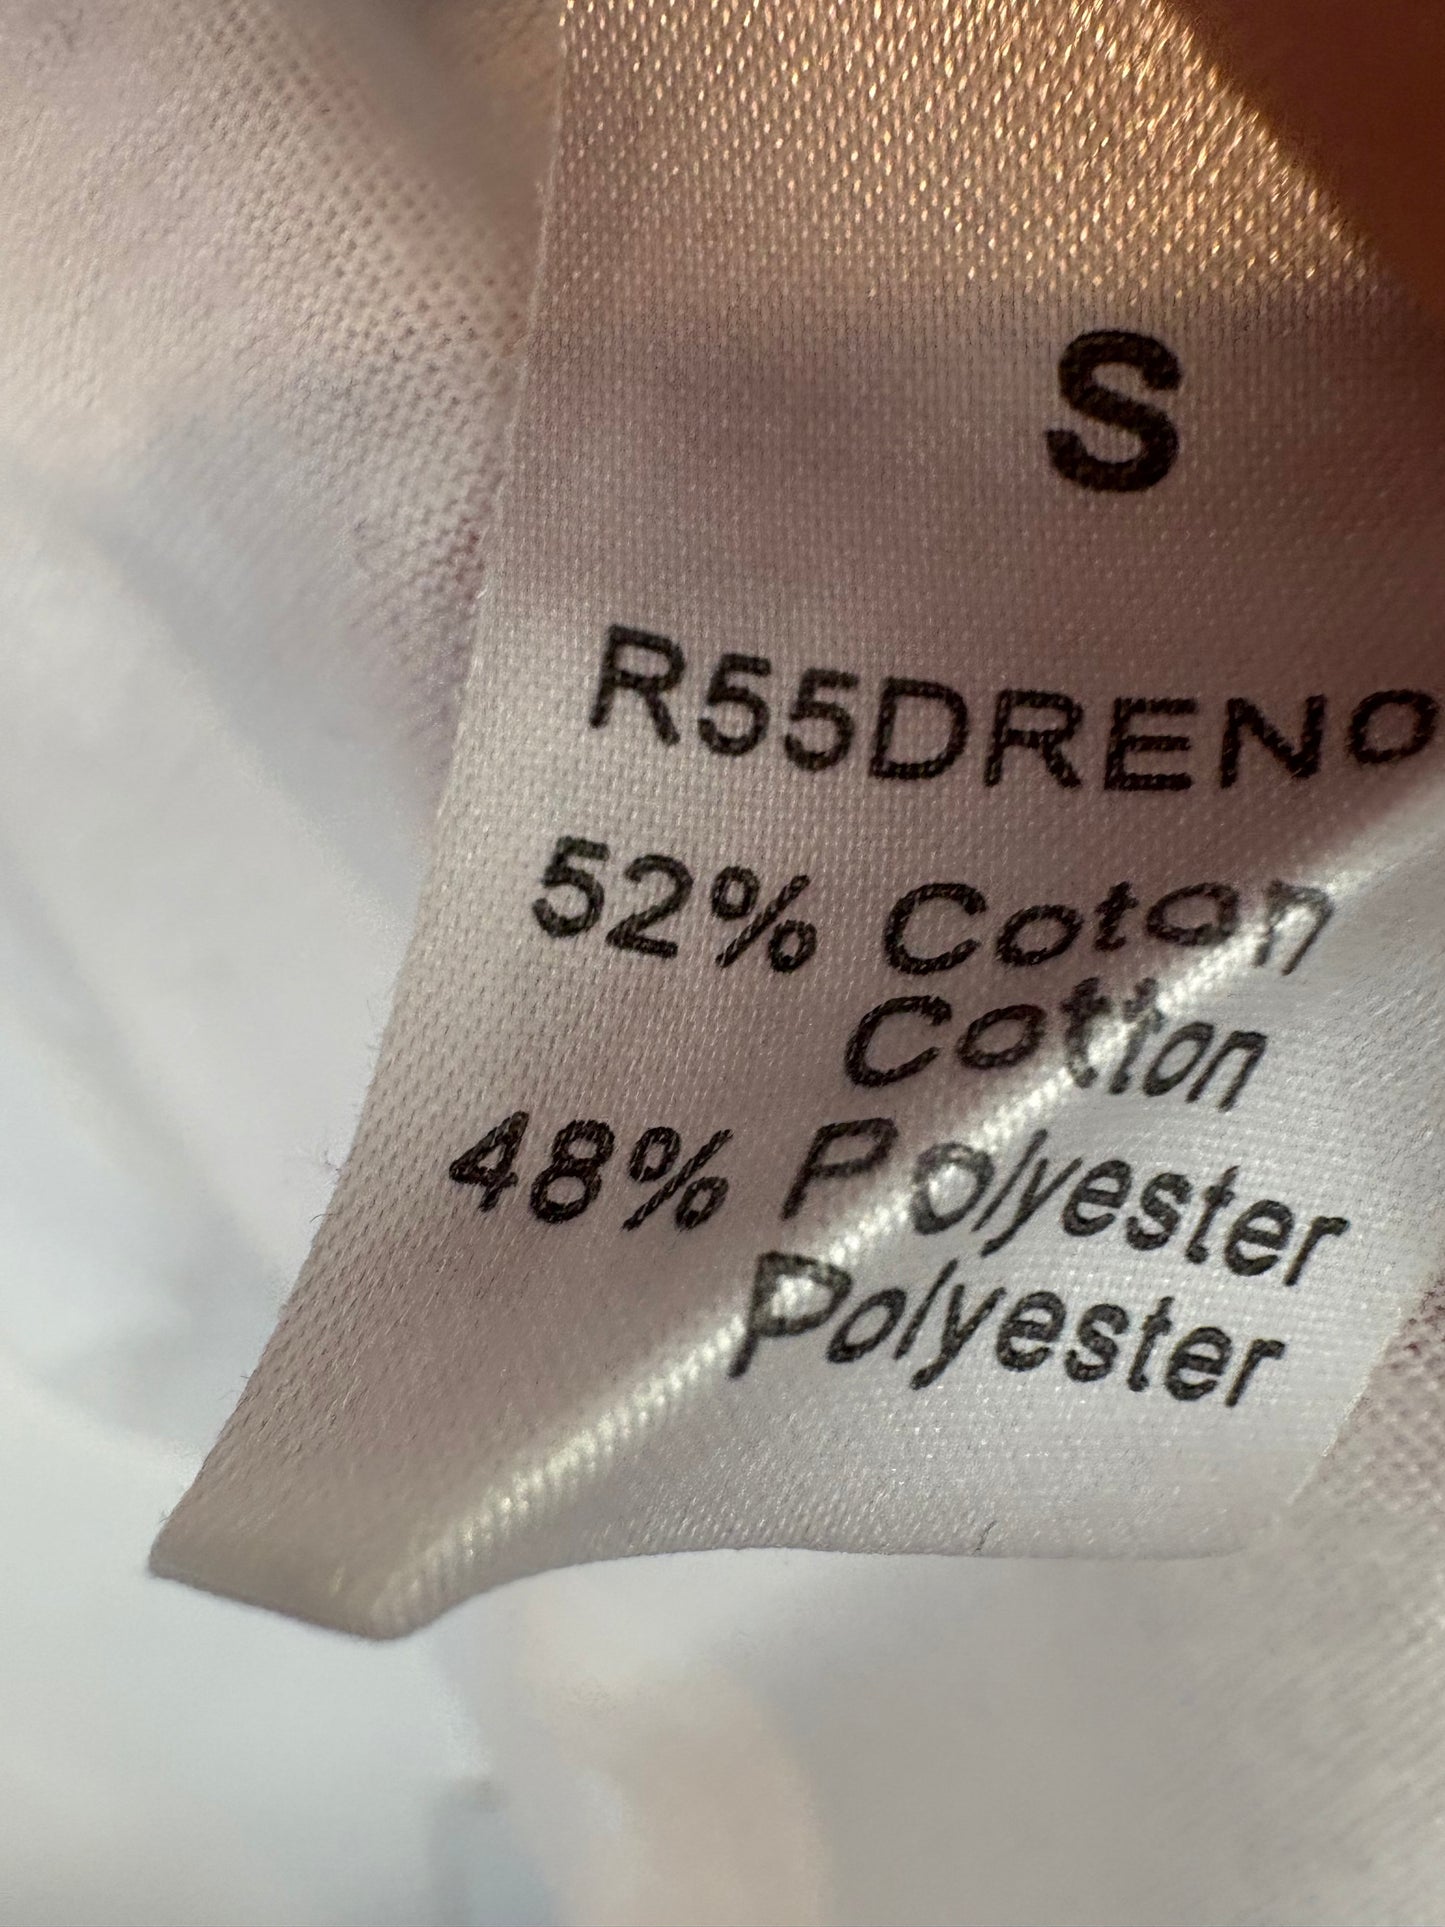 S
R55DRENO
52% Coton
Cotton
48% Polyester
Polyester